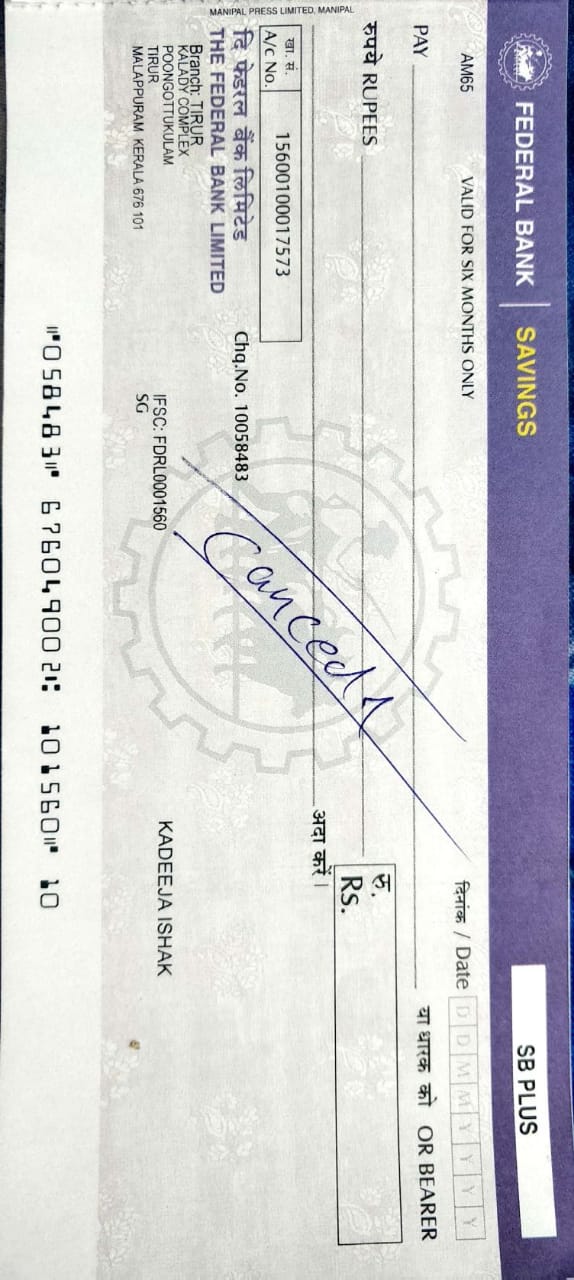 FEDERAL BANK SAVINGS SB PLUS
AM65 VALID FOR SIX MONTHS ONLY दिनांक / Date D D M M Y Y Y Y
PAY या धारक को OR BEARER
रुपये RUPEES रु.
Rs.
अदा करें।
खा. सं.
A/c No. 15600100017573
दि फेडरल बैंक लिमिटेड Chq.No. 10058483
THE FEDERAL BANK LIMITED
Branch: TIRUR
KALADY COMPLEX
POONGOTTUKULAM
TIRUR
MALAPPURAM KERALA 676 101
IFSC: FDRL0001560
SG
KADEEJA ISHAK
MANIPAL PRESS LIMITED, MANIPAL
⑈058483⑈ 676049002⑆ 101560⑈ 10